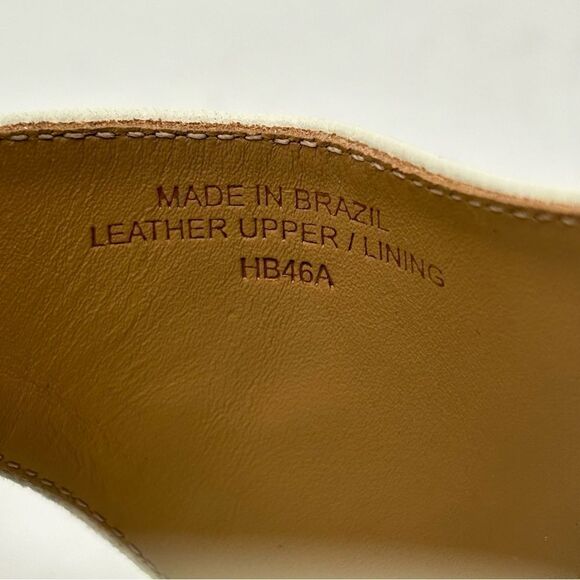 MADE IN BRAZIL
LEATHER UPPER / LINING
HB46A